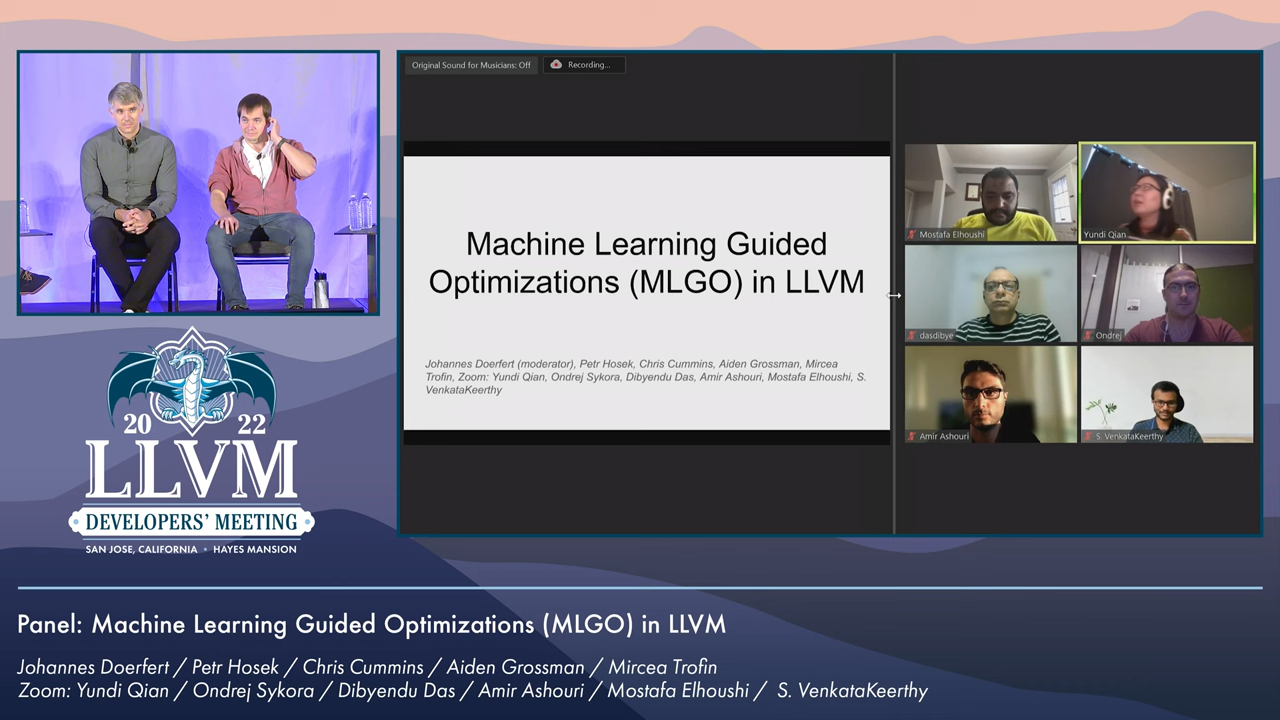 Original Sound for Musicians: Off
Recording...
Machine Learning Guided
Optimizations (MLGO) in LLVM
Johannes Doerfert (moderator), Petr Hosek, Chris Cummins, Aiden Grossman, Mircea
Trofin, Zoom: Yundi Qian, Ondrej Sykora, Dibyendu Das, Amir Ashouri, Mostafa Elhoushi, S.
VenkataKeerthy
Mostafa Elhoushi
Yundi Qian
dasdibye
Ondrej
Amir Ashouri
S. VenkataKeerthy
20 22
LLVM
DEVELOPERS' MEETING
SAN JOSE, CALIFORNIA • HAYES MANSION
Panel: Machine Learning Guided Optimizations (MLGO) in LLVM
Johannes Doerfert / Petr Hosek / Chris Cummins / Aiden Grossman / Mircea Trofin
Zoom: Yundi Qian / Ondrej Sykora / Dibyendu Das / Amir Ashouri / Mostafa Elhoushi / S. VenkataKeerthy